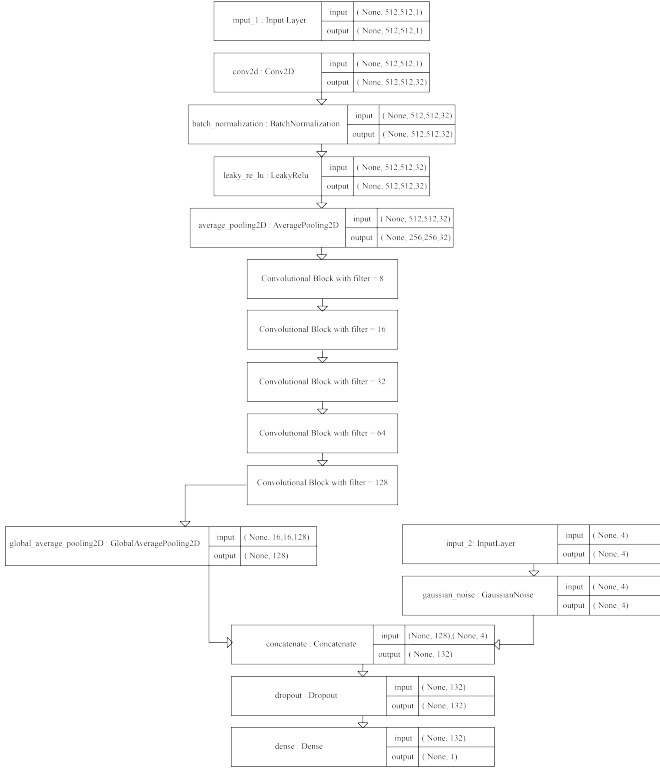 input_1 : Input Layer
input
( None, 512,512,1)
output
( None, 512,512,1)
conv2d : Conv2D
input
( None, 512,512,1)
output
( None, 512,512,32)
batch_normalization : BatchNormalization
input
( None, 512,512,32)
output
( None, 512,512,32)
leaky_re_lu : LeakyRelu
input
( None, 512,512,32)
output
( None, 512,512,32)
average_pooling2D : AveragePooling2D
input
( None, 512,512,32)
output
( None, 256,256,32)
Convolutional Block with filter = 8
Convolutional Block with filter = 16
Convolutional Block with filter = 32
Convolutional Block with filter = 64
Convolutional Block with filter = 128
global_average_pooling2D : GlobalAveragePooling2D
input
( None, 16,16,128)
output
( None, 128)
input_2: InputLayer
input
( None, 4)
output
( None, 4)
gaussian_noise : GaussianNoise
input
( None, 4)
output
( None, 4)
concatenate : Concatenate
input
(None, 128),( None, 4)
output
( None, 132)
dropout : Dropout
input
( None, 132)
output
( None, 132)
dense : Dense
input
( None, 132)
output
( None, 1)